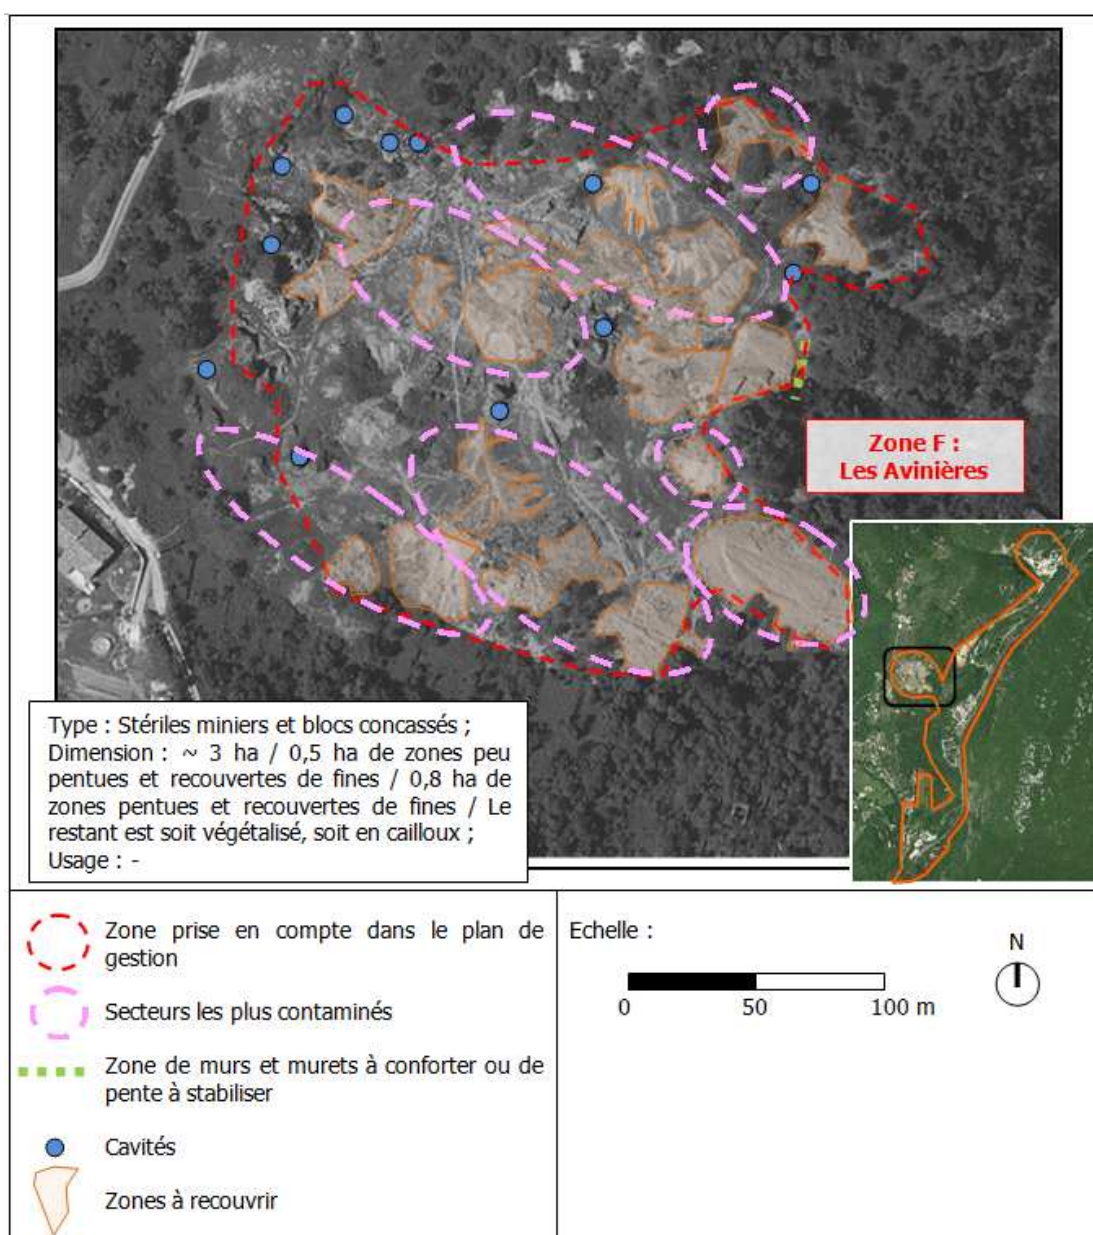 Zone F :
Les Avinières
Type : Stériles miniers et blocs concassés ;
Dimension : ~ 3 ha / 0,5 ha de zones peu
pentues et recouvertes de fines / 0,8 ha de
zones pentues et recouvertes de fines / Le
restant est soit végétalisé, soit en cailloux ;
Usage : -
Zone prise en compte dans le plan de
gestion
Secteurs les plus contaminés
Zone de murs et murets à conforter ou de
pente à stabiliser
Cavités
Zones à recouvrir
Echelle :
0 50 100 m
N